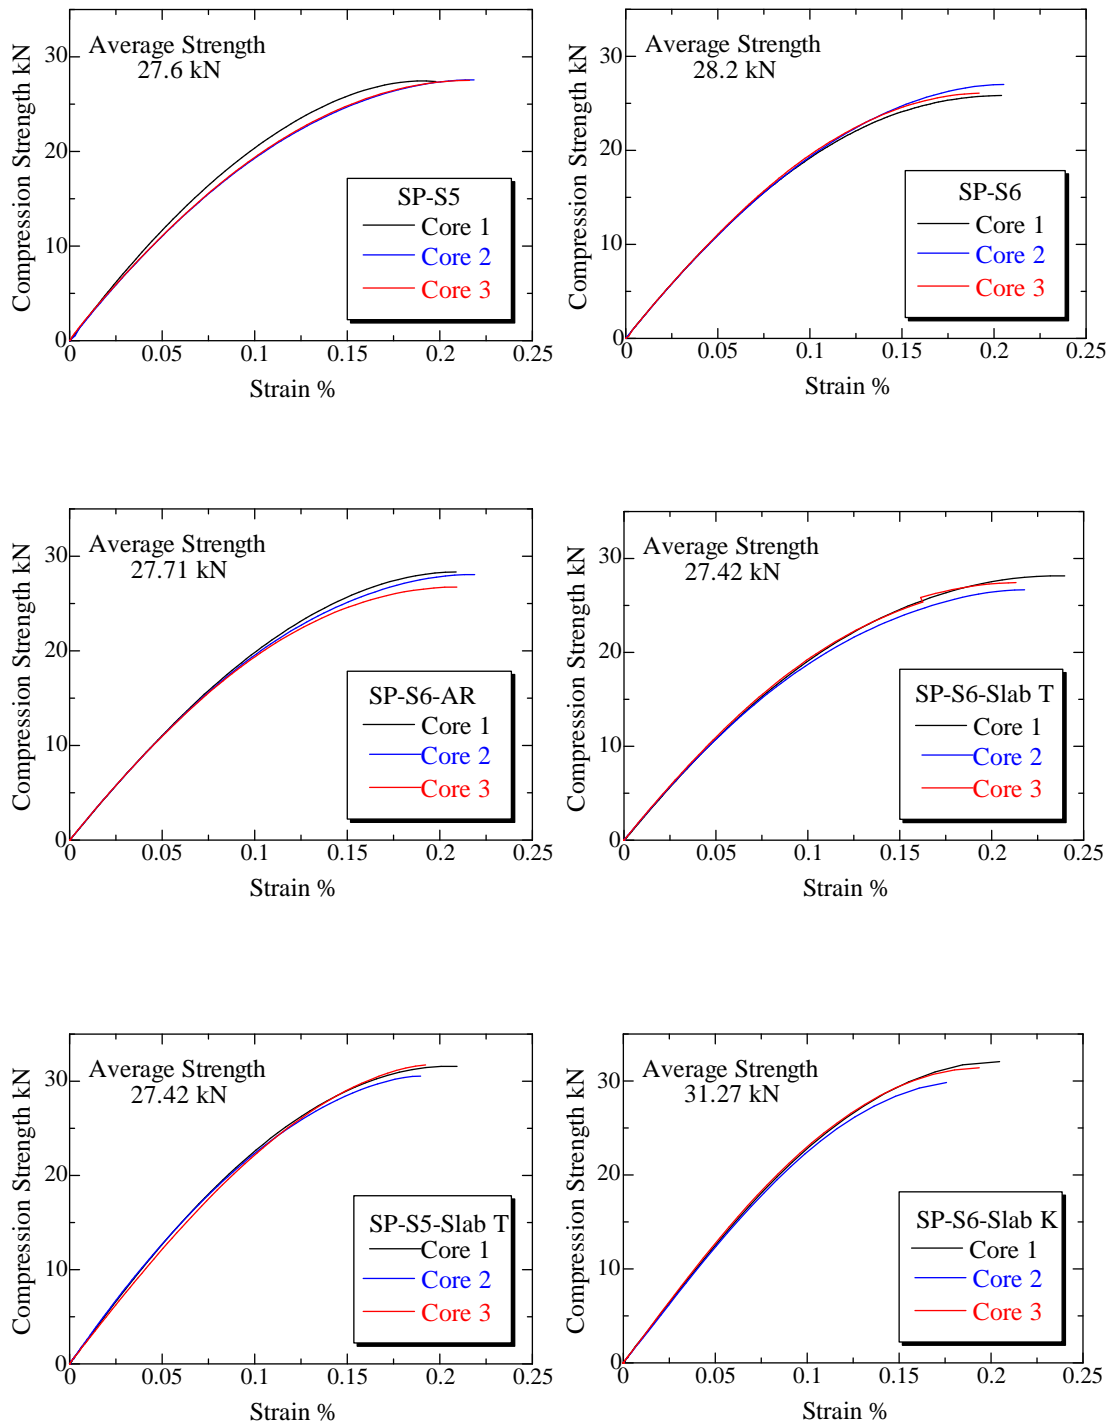 30
20
10
0
Compression Strength kN
Average Strength
27.6 kN
SP-S5
Core 1
Core 2
Core 3
0 0.05 0.1 0.15 0.2 0.25
Strain %
30
20
10
0
Compression Strength kN
Average Strength
28.2 kN
SP-S6
Core 1
Core 2
Core 3
0 0.05 0.1 0.15 0.2 0.25
Strain %
30
20
10
0
Compression Strength kN
Average Strength
27.71 kN
SP-S6-AR
Core 1
Core 2
Core 3
0 0.05 0.1 0.15 0.2 0.25
Strain %
30
20
10
0
Compression Strength kN
Average Strength
27.42 kN
SP-S6-Slab T
Core 1
Core 2
Core 3
0 0.05 0.1 0.15 0.2 0.25
Strain %
30
20
10
0
Compression Strength kN
Average Strength
27.42 kN
SP-S5-Slab T
Core 1
Core 2
Core 3
0 0.05 0.1 0.15 0.2 0.25
Strain %
30
20
10
0
Compression Strength kN
Average Strength
31.27 kN
SP-S6-Slab K
Core 1
Core 2
Core 3
0 0.05 0.1 0.15 0.2 0.25
Strain %